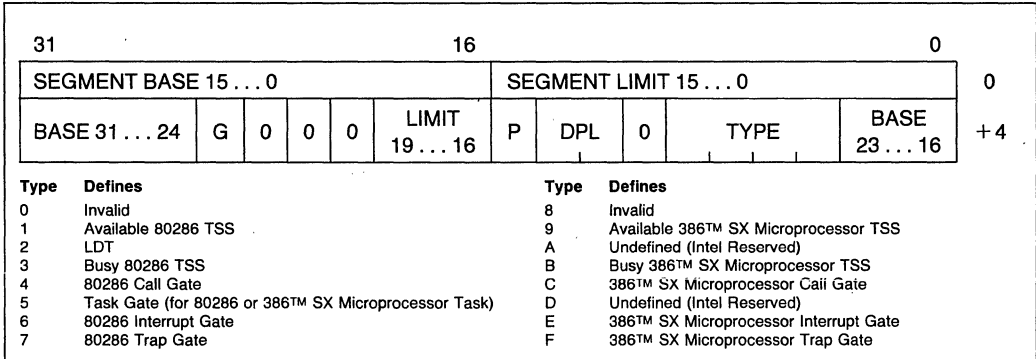 31 16 0
SEGMENT BASE 15 . . . 0 SEGMENT LIMIT 15 . . . 0 0
BASE 31 . . . 24 G 0 0 0 LIMIT 19 . . . 16 P DPL 0 TYPE BASE 23 . . . 16 +4
Type Defines
0 Invalid
1 Available 80286 TSS
2 LDT
3 Busy 80286 TSS
4 80286 Call Gate
5 Task Gate (for 80286 or 386™ SX Microprocessor Task)
6 80286 Interrupt Gate
7 80286 Trap Gate
Type Defines
8 Invalid
9 Available 386™ SX Microprocessor TSS
A Undefined (Intel Reserved)
B Busy 386™ SX Microprocessor TSS
C 386™ SX Microprocessor Call Gate
D Undefined (Intel Reserved)
E 386™ SX Microprocessor Interrupt Gate
F 386™ SX Microprocessor Trap Gate